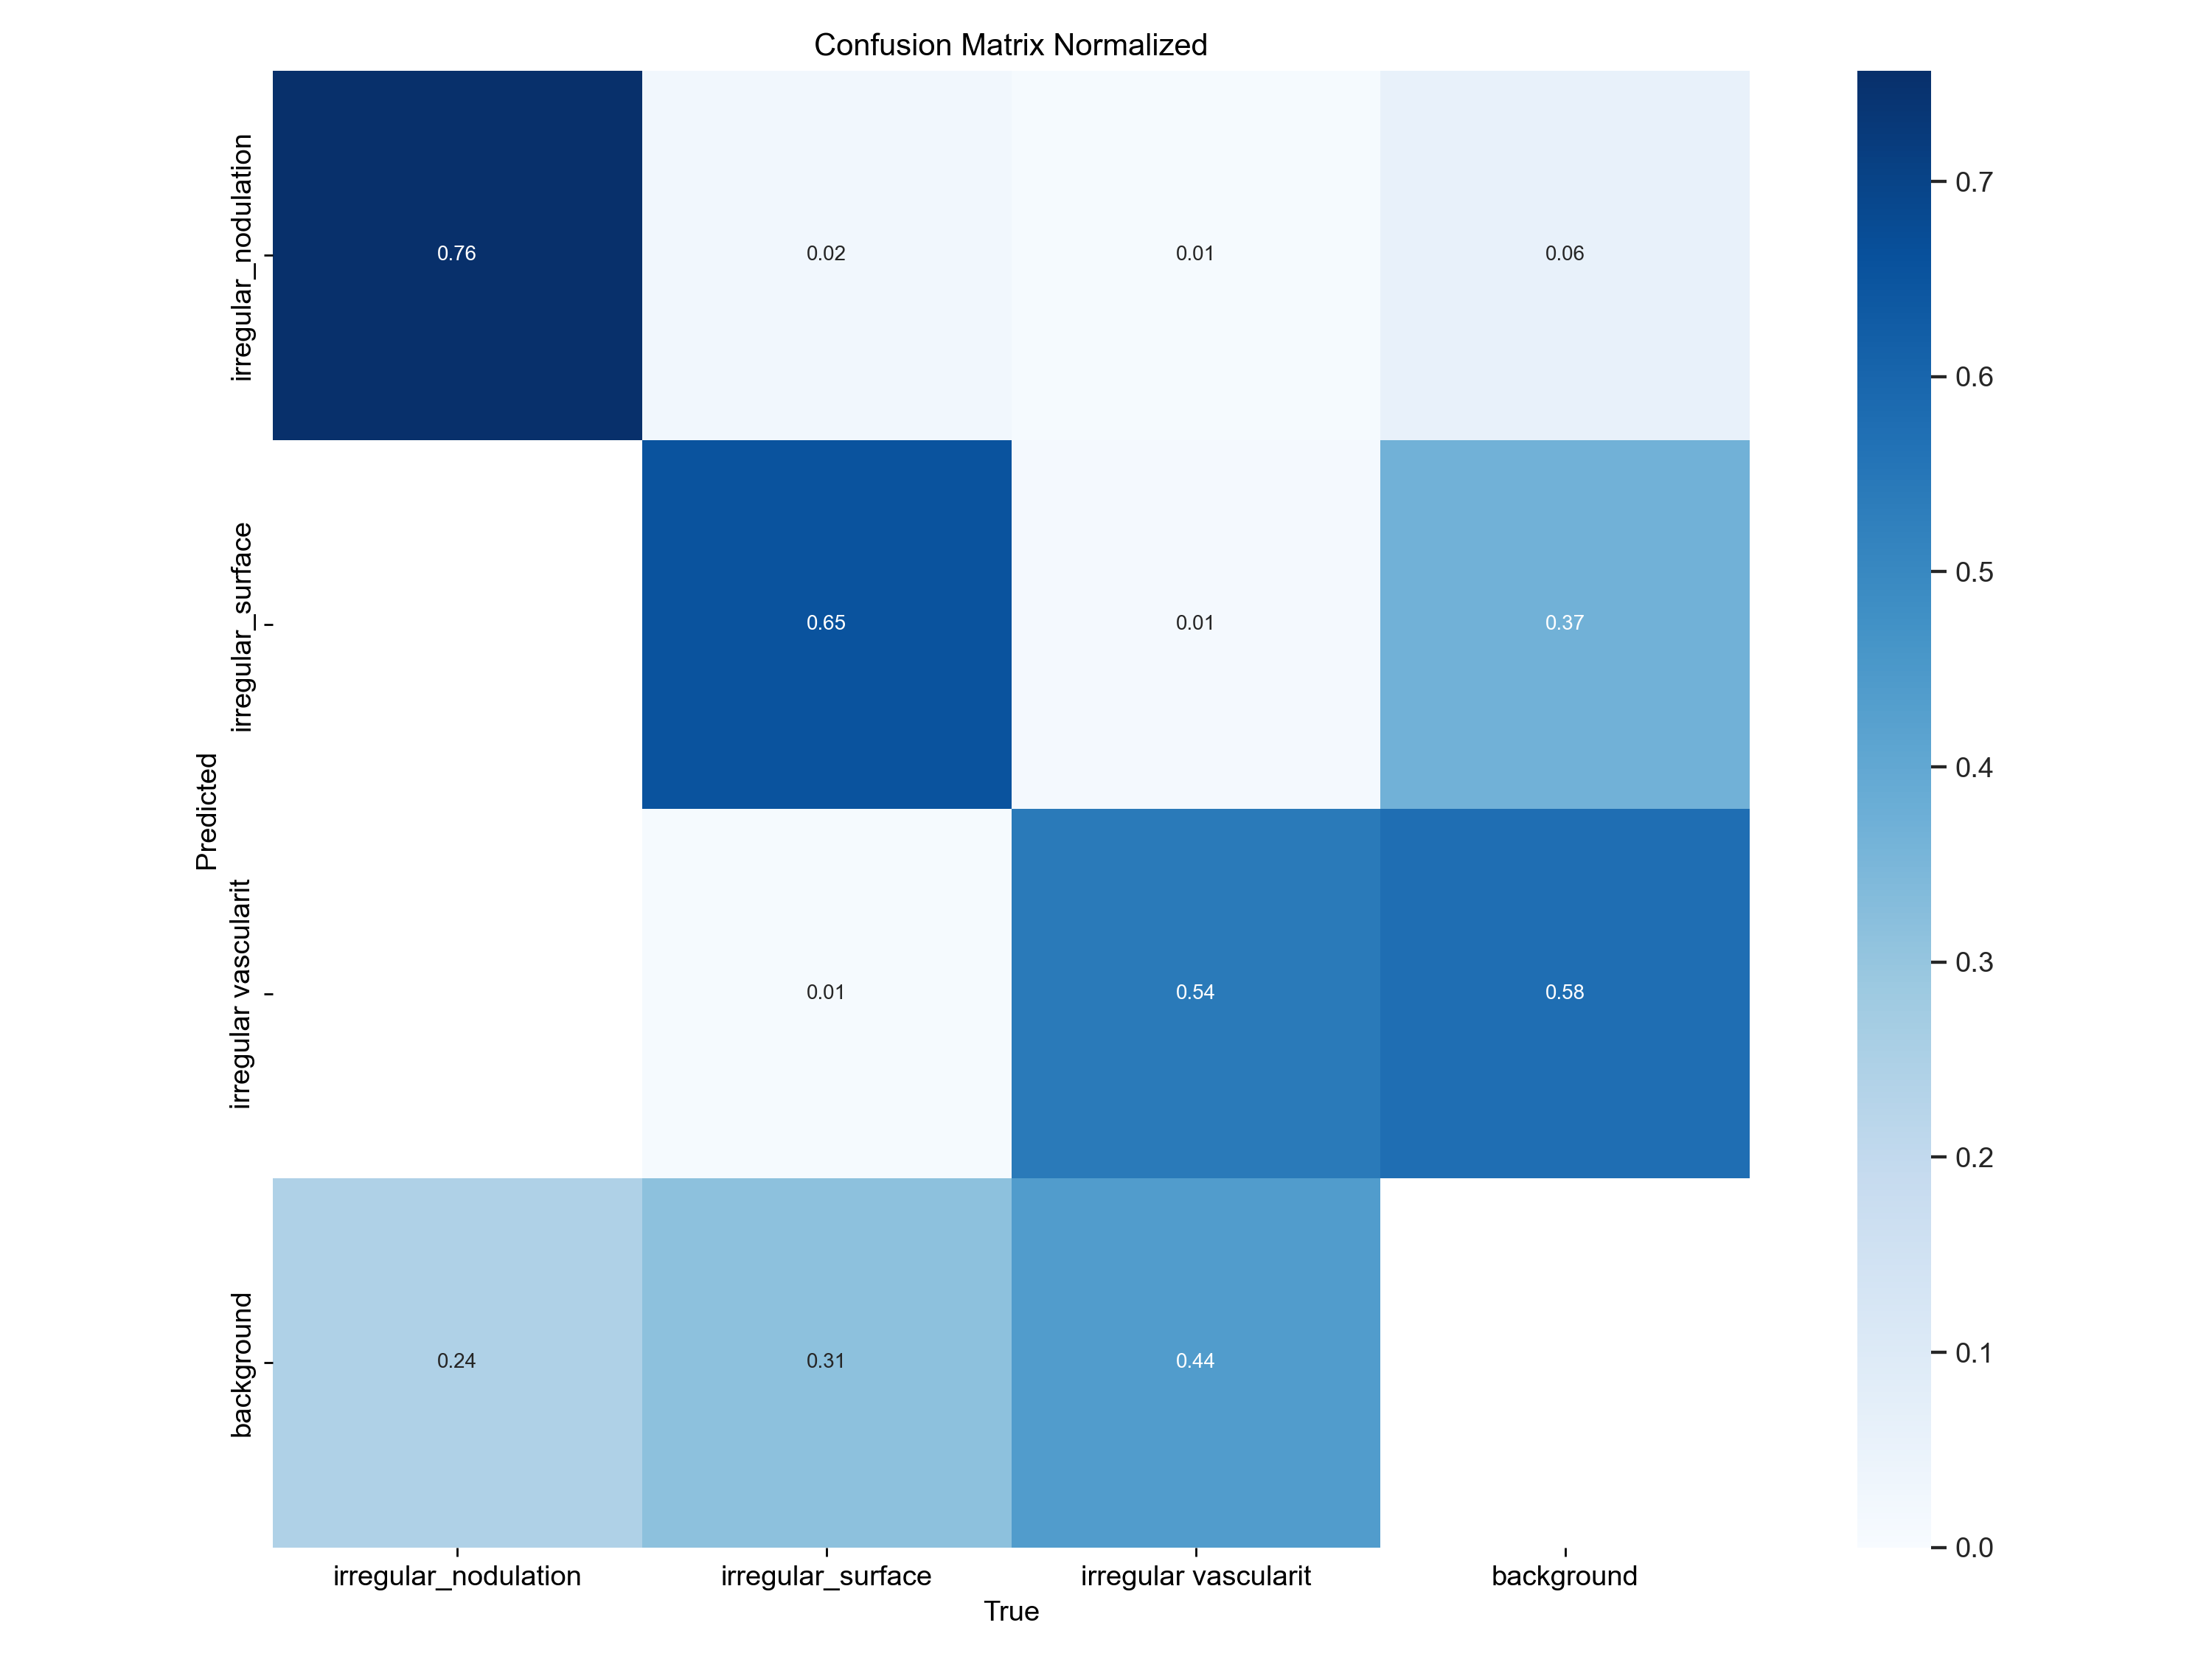 Confusion Matrix Normalized
irregular_nodulation
0.76
0.02
0.01
0.06
0.7
0.6
irregular_surface
0.65
0.01
0.37
0.5
0.4
Predicted
irregular vascularit
0.01
0.54
0.58
0.3
0.2
background
0.24
0.31
0.44
0.1
0.0
irregular_nodulation
irregular_surface
irregular vascularit
background
True